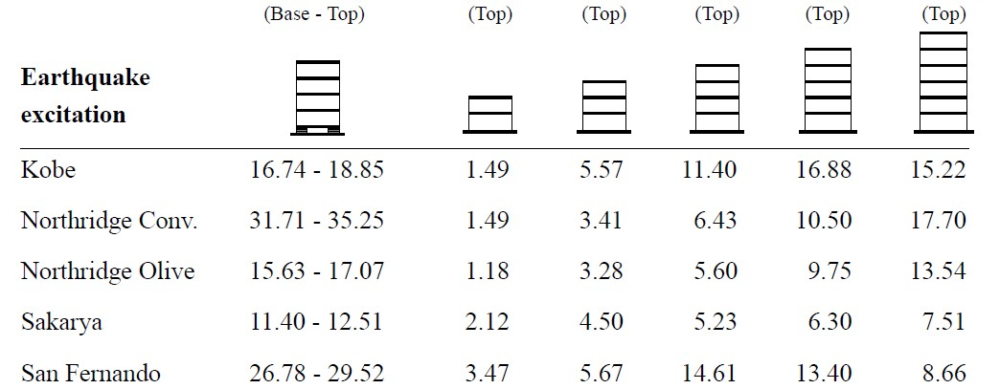 (Base - Top) (Top) (Top) (Top) (Top) (Top)
Earthquake
excitation
Kobe 16.74 - 18.85 1.49 5.57 11.40 16.88 15.22
Northridge Conv. 31.71 - 35.25 1.49 3.41 6.43 10.50 17.70
Northridge Olive 15.63 - 17.07 1.18 3.28 5.60 9.75 13.54
Sakarya 11.40 - 12.51 2.12 4.50 5.23 6.30 7.51
San Fernando 26.78 - 29.52 3.47 5.67 14.61 13.40 8.66